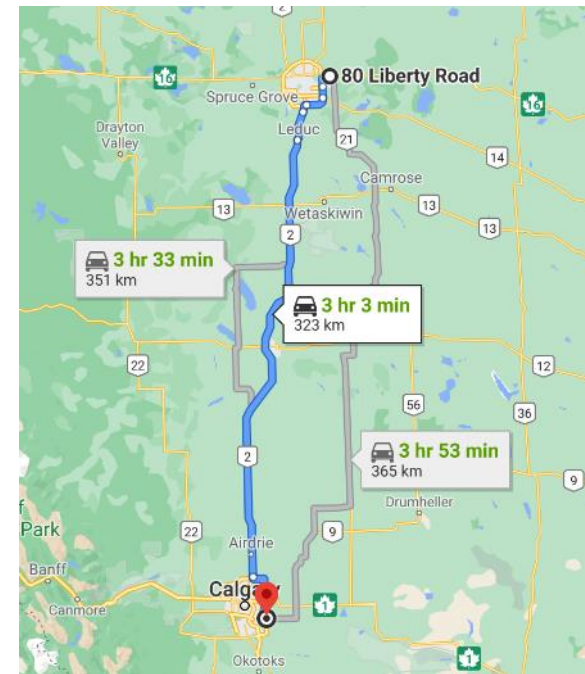 2
16
80 Liberty Road
Spruce Grove
16
Leduc
21
Drayton
Valley
14
Camrose
13
Wetaskiwin
13
13
2
3 hr 33 min
351 km
3 hr 3 min
323 km
22
12
56
36
3 hr 53 min
365 km
2
9
Drumheller
Park
22
9
Airdrie
Banff
Calgary
Canmore
1
Okotoks
1